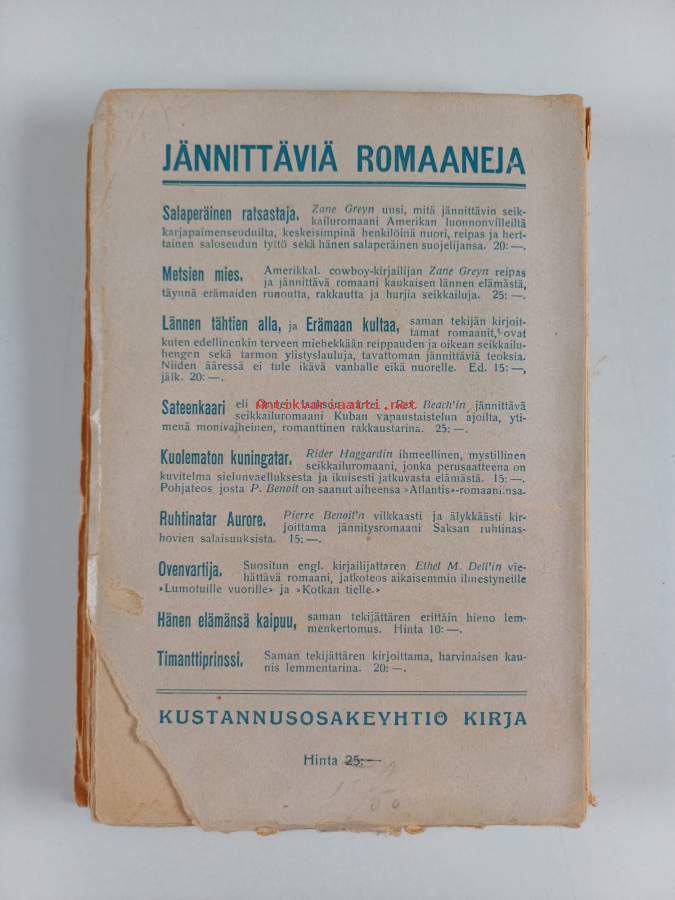 JÄNNITTÄVIÄ ROMAANEJA
Salaperäinen ratsastaja. Zane Greyn uusi, mitä jännittävin seik-
kailuromaani Amerikan luonnonvilleiltä
karjapaimenseuduilta, keskeisimpinä henkilöinä nuori, reipas ja hert-
tainen saloseudun tyttö sekä hänen salaperäinen suojelijansa. 20: —.
Metsien mies. Amerikkal. cowboy-kirjailijan Zane Greyn reipas
ja jännittävä romaani kaukaisen lännen elämästä,
täynnä erämaiden runoutta, rakkautta ja hurjia seikkailuja. 25: —.
Lännen tähtien alla, ja Erämaan kultaa, saman tekijän kirjoit-
tamat romaanit, ovat
kuten edellinenkin terveen miehekkään reippauden ja oikean seikkailu-
hengen sekä tarmon ylistyslauluja, tavattoman jännittäviä teoksia.
Niiden ääressä ei tule ikävä vanhalle eikä nuorelle. Ed. 15: —,
jälk. 20: —.
Sateenkaari eli Rex Beach'in jännittävä
Antikvariaatti.net
seikkailuromaani Kuban vapaustaistelun ajoilta, yti-
menä monivaiheinen, romanttinen rakkaustarina. 25: —.
Kuolematon kuningatar. Rider Haggardin ihmeellinen, mystillinen
seikkailuromaani, jonka perusaatteena on
kuvitelma sielunvaelluksesta ja ikuisesti jatkuvasta elämästä. 15: —.
Pohjateos, josta P. Benoit on saanut aiheensa »Atlantis»-romaaniinsa.
Ruhtinatar Aurore. Pierre Benoit'n vilkkaasti ja älykkäästi kir-
joittama jännitysromaani Saksan ruhtinas-
hovien salaisuuksista. 15: —.
Ovenvartija. Suositun engl. kirjailijattaren Ethel M. Dell'in vie-
hättävä romaani, jatkoteos aikaisemmin ilmestyneille
»Lumotuille vuorille» ja »Kotkan tielle.»
Hänen elämänsä kaipuu, saman tekijättären erittäin hieno lem-
menkertomus. Hinta 10: —.
Timanttiprinssi. Saman tekijättären kirjoittama, harvinaisen kau-
nis lemmentarina. 20: —.
KUSTANNUSOSAKEYHTIÖ KIRJA
Hinta 25: —